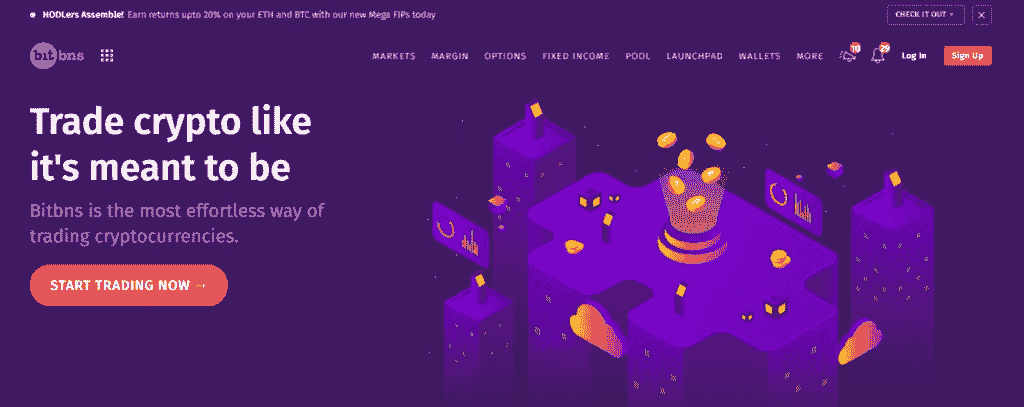 HODLers Assemble! Earn returns upto 20% on your ETH and BTC with our new Mega FIPs today
CHECK IT OUT
bitbns
MARKETS MARGIN OPTIONS FIXED INCOME POOL LAUNCHPAD WALLETS MORE 10 29 Log In Sign Up
Trade crypto like
it's meant to be
Bitbns is the most effortless way of
trading cryptocurrencies.
START TRADING NOW →